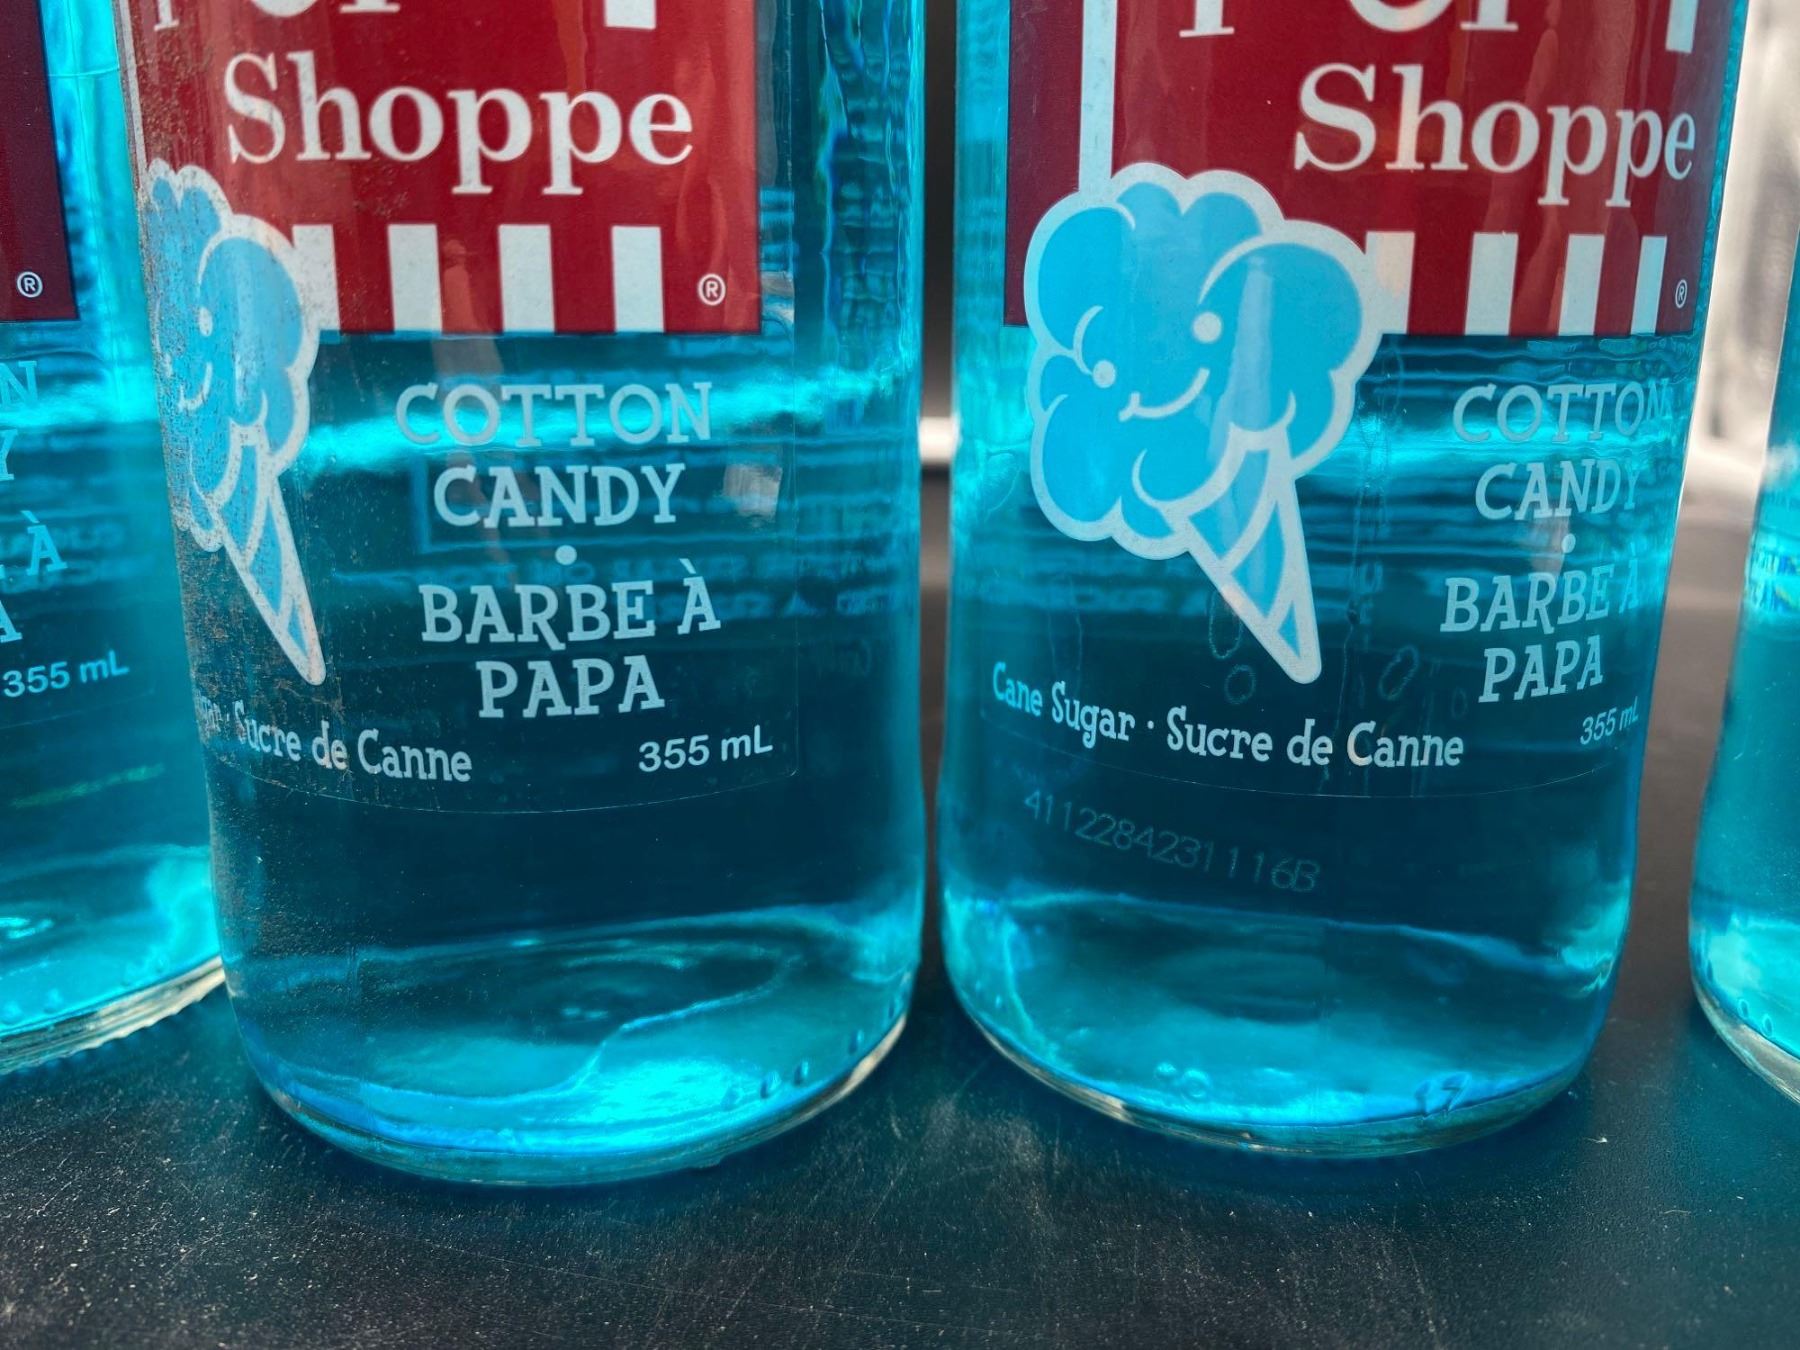 Shoppe
®
COTTON
CANDY
•
BARBE À
PAPA
· Sucre de Canne
355 mL
Shoppe
®
COTTON
CANDY
•
BARBE À
PAPA
Cane Sugar · Sucre de Canne
355 mL
41122842311116B
®
À
355 mL